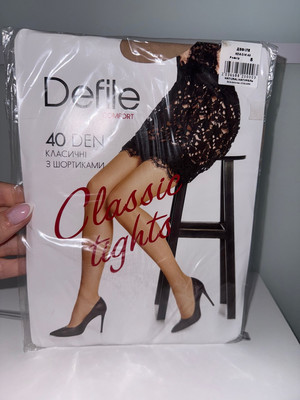 Defile
COMFORT
40 DEN
КЛАСИЧНІ
З ШОРТИКАМИ
Classic
tights